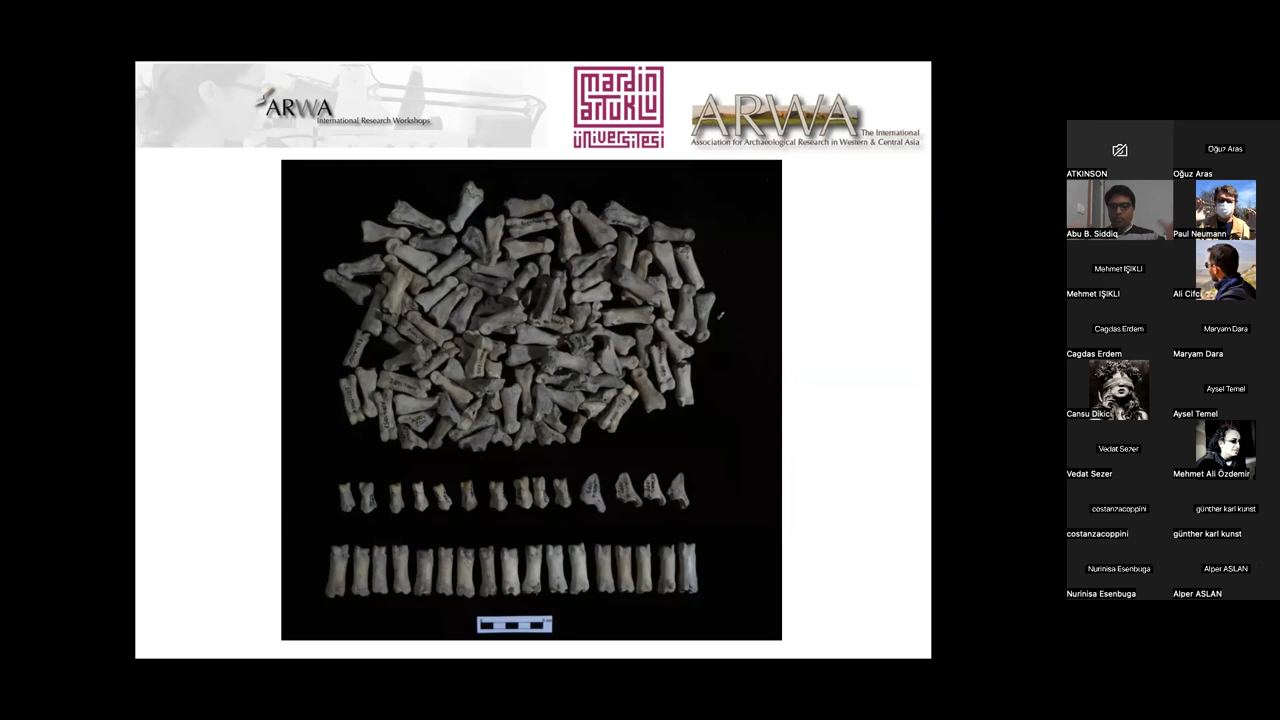 ARWA
International Research Workshops
mardin
artuklu
üniversitesi
ARWA
The International
Association for Archaeological Research in Western & Central Asia
ATKINSON
Oğuz Aras
Oğuz Aras
Abu B. Siddiq
Paul Neumann
Mehmet IŞIKLI
Mehmet IŞIKLI
Ali Cifci
Cagdas Erdem
Maryam Dara
Cagdas Erdem
Maryam Dara
Aysel Temel
Cansu Dikici
Aysel Temel
Vedat Sezer
Vedat Sezer
Mehmet Ali Özdemir
costanzacoppini
günther karl kunst
costanzacoppini
günther karl kunst
Nurinisa Esenbuga
Alper ASLAN
Nurinisa Esenbuga
Alper ASLAN